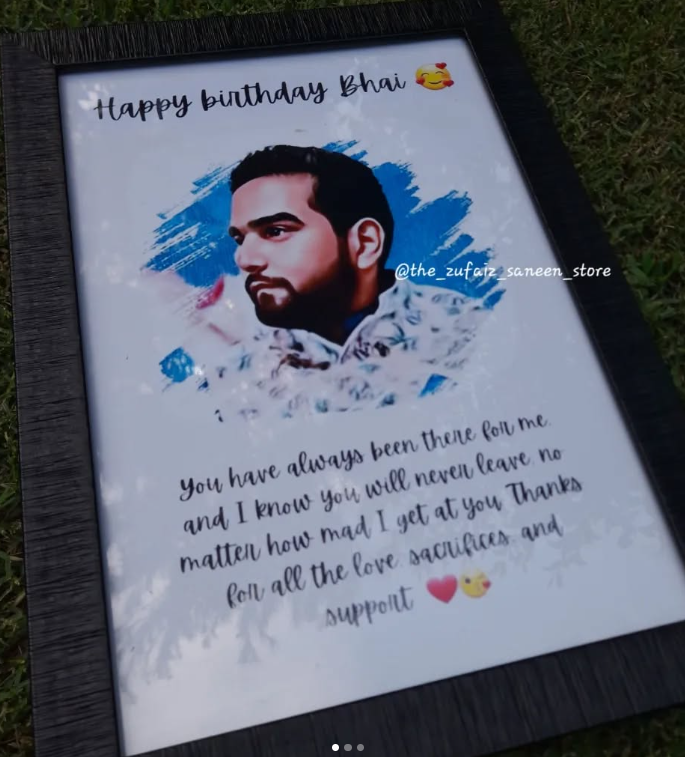 Happy birthday Bhai 🥰
@the_zufaiz_saneen_store
You have always been there for me,
and I know you will never leave, no
matter how mad I get at you Thanks
for all the love, sacrifices, and
support ❤️😘